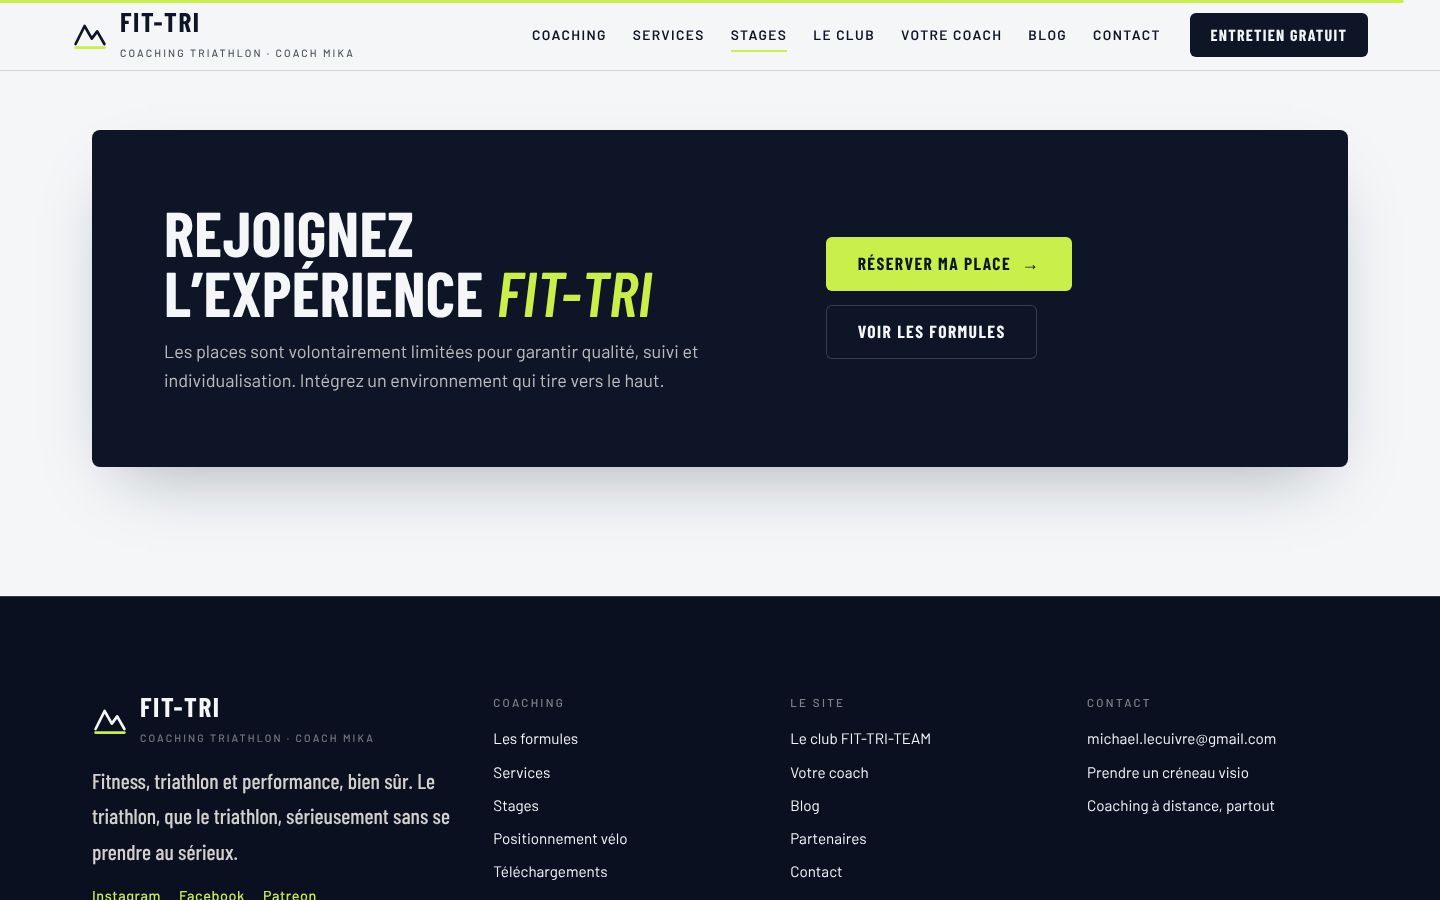 FIT-TRI
COACHING TRIATHLON · COACH MIKA
COACHING
SERVICES
STAGES
LE CLUB
VOTRE COACH
BLOG
CONTACT
ENTRETIEN GRATUIT
REJOIGNEZ
L’EXPÉRIENCE FIT-TRI
Les places sont volontairement limitées pour garantir qualité, suivi et
individualisation. Intégrez un environnement qui tire vers le haut.
RÉSERVER MA PLACE →
VOIR LES FORMULES
FIT-TRI
COACHING TRIATHLON · COACH MIKA
Fitness, triathlon et performance, bien sûr. Le
triathlon, que le triathlon, sérieusement sans se
prendre au sérieux.
Instagram Facebook Patreon
COACHING
Les formules
Services
Stages
Positionnement vélo
Téléchargements
LE SITE
Le club FIT-TRI-TEAM
Votre coach
Blog
Partenaires
Contact
CONTACT
michael.lecuivre@gmail.com
Prendre un créneau visio
Coaching à distance, partout